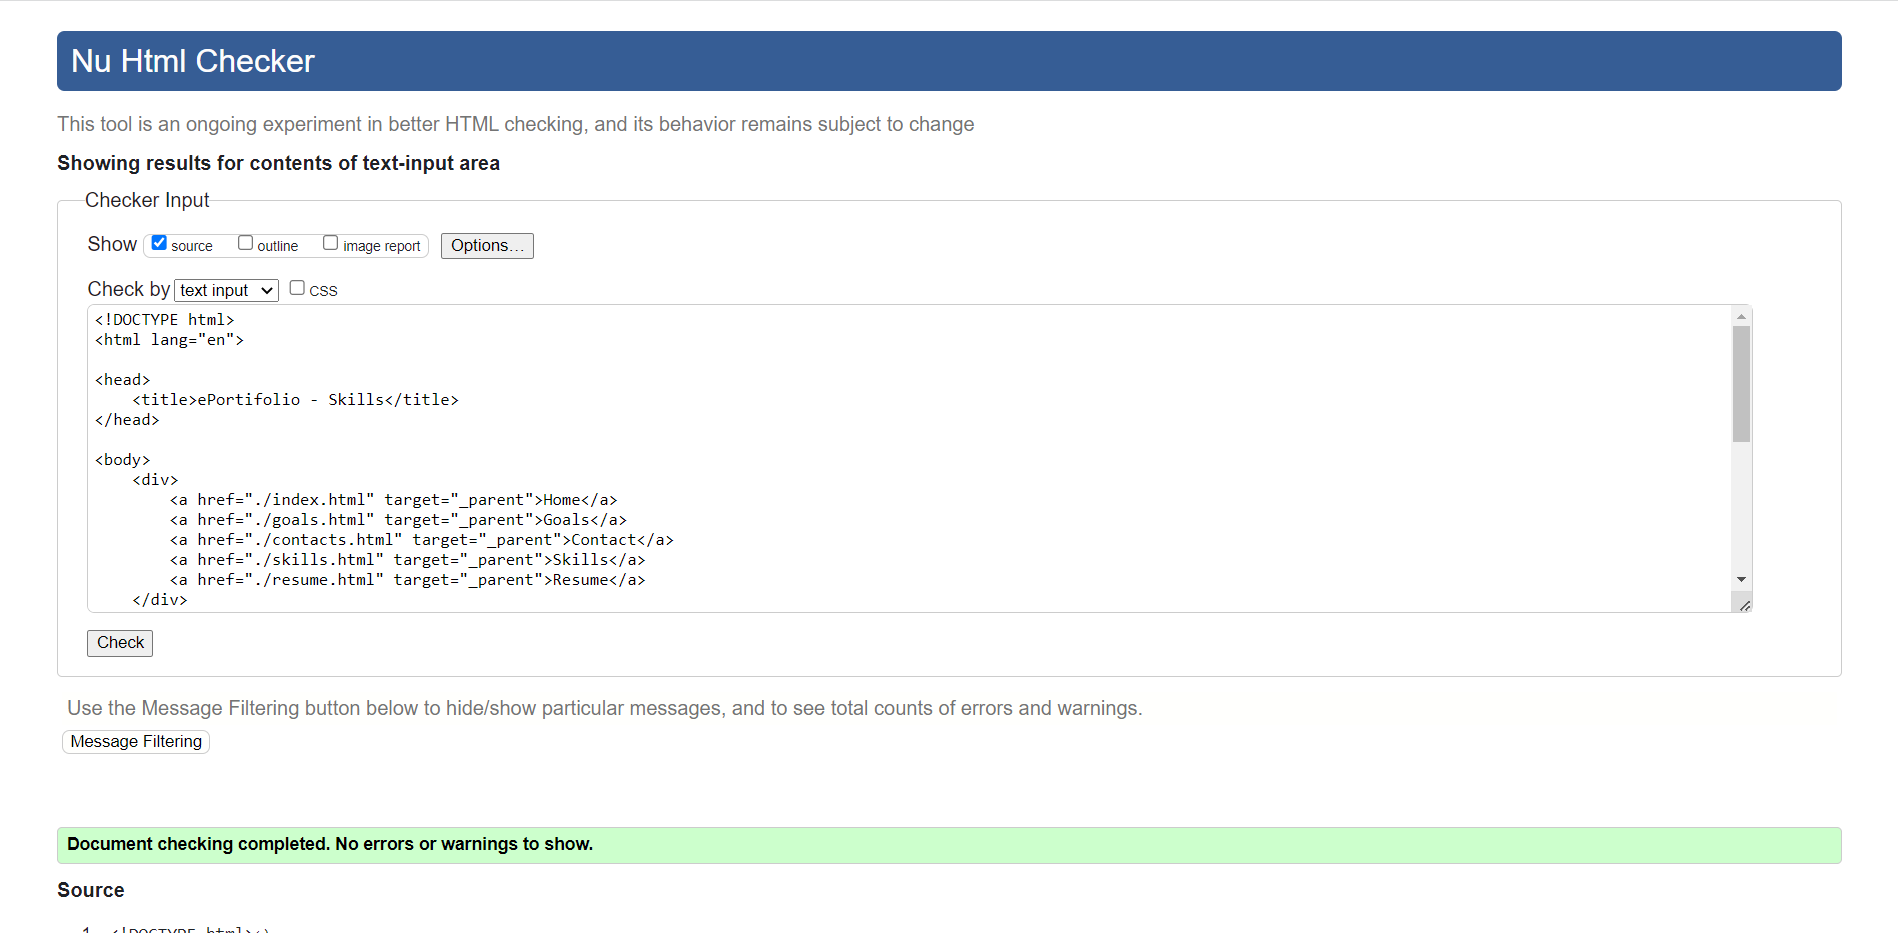 Nu Html Checker
This tool is an ongoing experiment in better HTML checking, and its behavior remains subject to change
Showing results for contents of text-input area
Checker Input
Show source outline image report Options...
Check by text input CSS
<!DOCTYPE html>
<html lang="en">
<head>
<title>ePortifolio - Skills</title>
</head>
<body>
<div>
<a href="./index.html" target="_parent">Home</a>
<a href="./goals.html" target="_parent">Goals</a>
<a href="./contacts.html" target="_parent">Contact</a>
<a href="./skills.html" target="_parent">Skills</a>
<a href="./resume.html" target="_parent">Resume</a>
</div>
Check
Use the Message Filtering button below to hide/show particular messages, and to see total counts of errors and warnings.
Message Filtering
Document checking completed. No errors or warnings to show.
Source
1. <!DOCTYPE html>